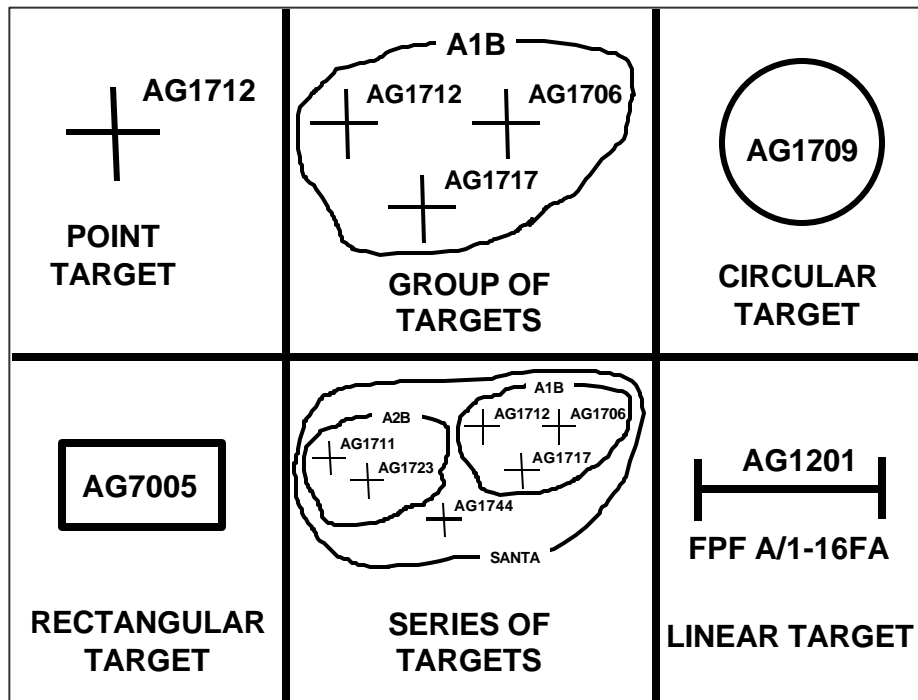 AG1712
POINT
TARGET
A1B
AG1712
AG1706
AG1717
GROUP OF
TARGETS
AG1709
CIRCULAR
TARGET
AG7005
RECTANGULAR
TARGET
A1B
AG1712
AG1706
AG1717
A2B
AG1711
AG1723
AG1744
SANTA
SERIES OF
TARGETS
AG1201
FPF A/1-16FA
LINEAR TARGET